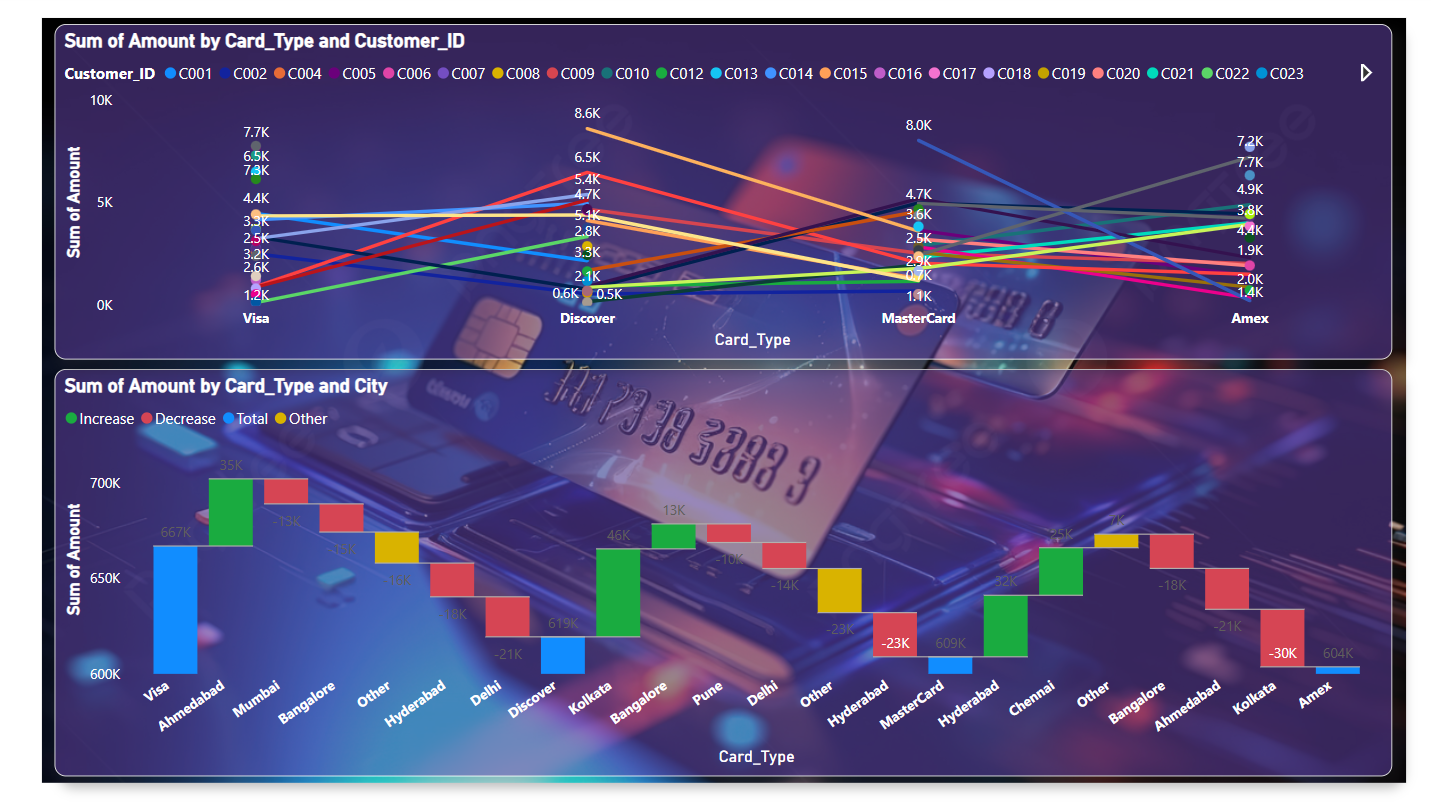 Sum of Amount by Card_Type and Customer_ID
Customer_ID C001 C002 C004 C005 C006 C007 C008 C009 C010 C012 C013 C014 C015 C016 C017 C018 C019 C020 C021 C022 C023
10K
5K
0K
Sum of Amount
7.7K
6.5K
7.3K
4.4K
3.3K
2.5K
3.2K
2.6K
1.2K
8.6K
6.5K
5.4K
4.7K
5.1K
2.8K
3.3K
2.1K
0.6K 0.5K
8.0K
4.7K
3.6K
2.5K
2.9K
0.7K
1.1K
7.2K
7.7K
4.9K
3.8K
4.4K
1.9K
2.0K
1.4K
Visa Discover MasterCard Amex
Card_Type
Sum of Amount by Card_Type and City
Increase Decrease Total Other
700K
650K
600K
Sum of Amount
667K
35K
-13K
-18K
-21K
619K
46K
13K
-10K
-14K
-23K
-23K
609K
32K
25K
-18K
-21K
-30K
604K
Visa Ahmedabad Mumbai Bangalore Other Hyderabad Delhi Discover Kolkata Bangalore Pune Delhi Other Hyderabad MasterCard Hyderabad Chennai Other Bangalore Ahmedabad Kolkata Amex
Card_Type
7338 3883 9